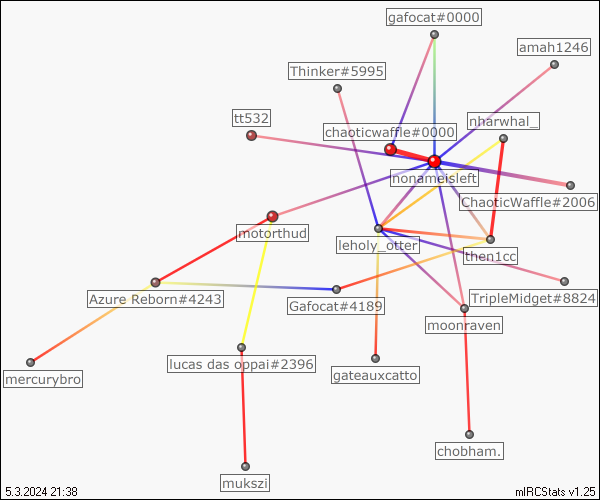 gafocat#0000
amah1246
Thinker#5995
tt532
nharwhal_
chaoticwaffle#0000
nonameisleft
ChaoticWaffle#2006
motorthud
leholy_otter
then1cc
Azure Reborn#4243
Gafocat#4189
TripleMidget#8824
moonraven
lucas das oppai#2396
mercurybro
gateauxcatto
chobham.
mukszi
5.3.2024 21:38
mIRCStats v1.25